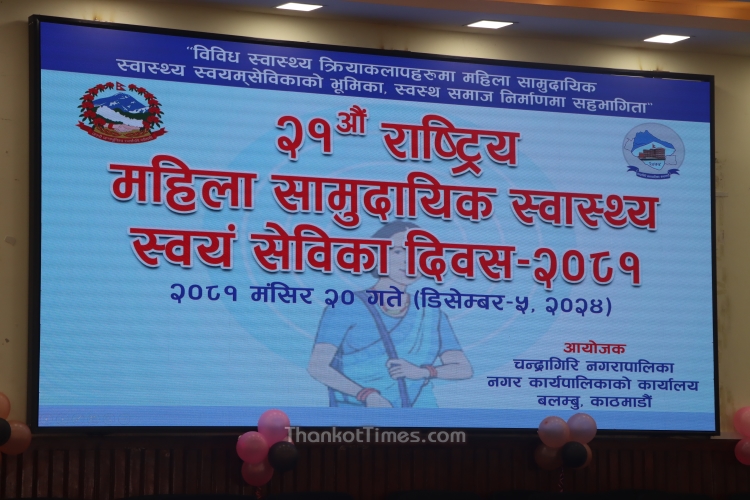 "विविध स्वास्थ्य क्रियाकलापहरुमा महिला सामुदायिक
स्वास्थ्य स्वयम्सेविकाको भूमिका, स्वस्थ समाज निर्माणमा सहभागिता"
२१औं राष्ट्रिय
महिला सामुदायिक स्वास्थ्य
स्वयं सेविका दिवस-२०८१
२०८१ मंसिर २० गते (डिसेम्बर-५, २०२४)
आयोजक
चन्द्रागिरि नगरापालिका
नगर कार्यपालिकाको कार्यालय
बलम्बु, काठमाडौं
ThankotTimes.com